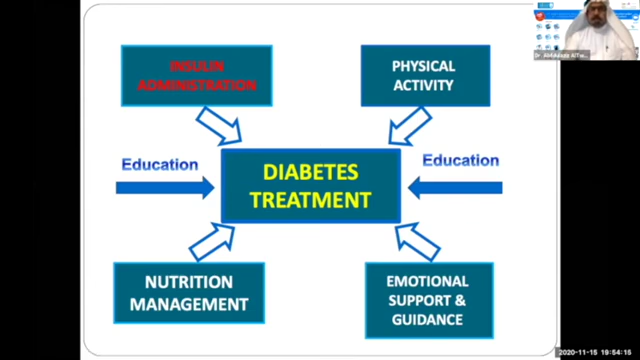 INSULIN
ADMINISTRATION
PHYSICAL
ACTIVITY
Education
DIABETES
TREATMENT
Education
NUTRITION
MANAGEMENT
EMOTIONAL
SUPPORT &
GUIDANCE
2020-11-15 19:54:15